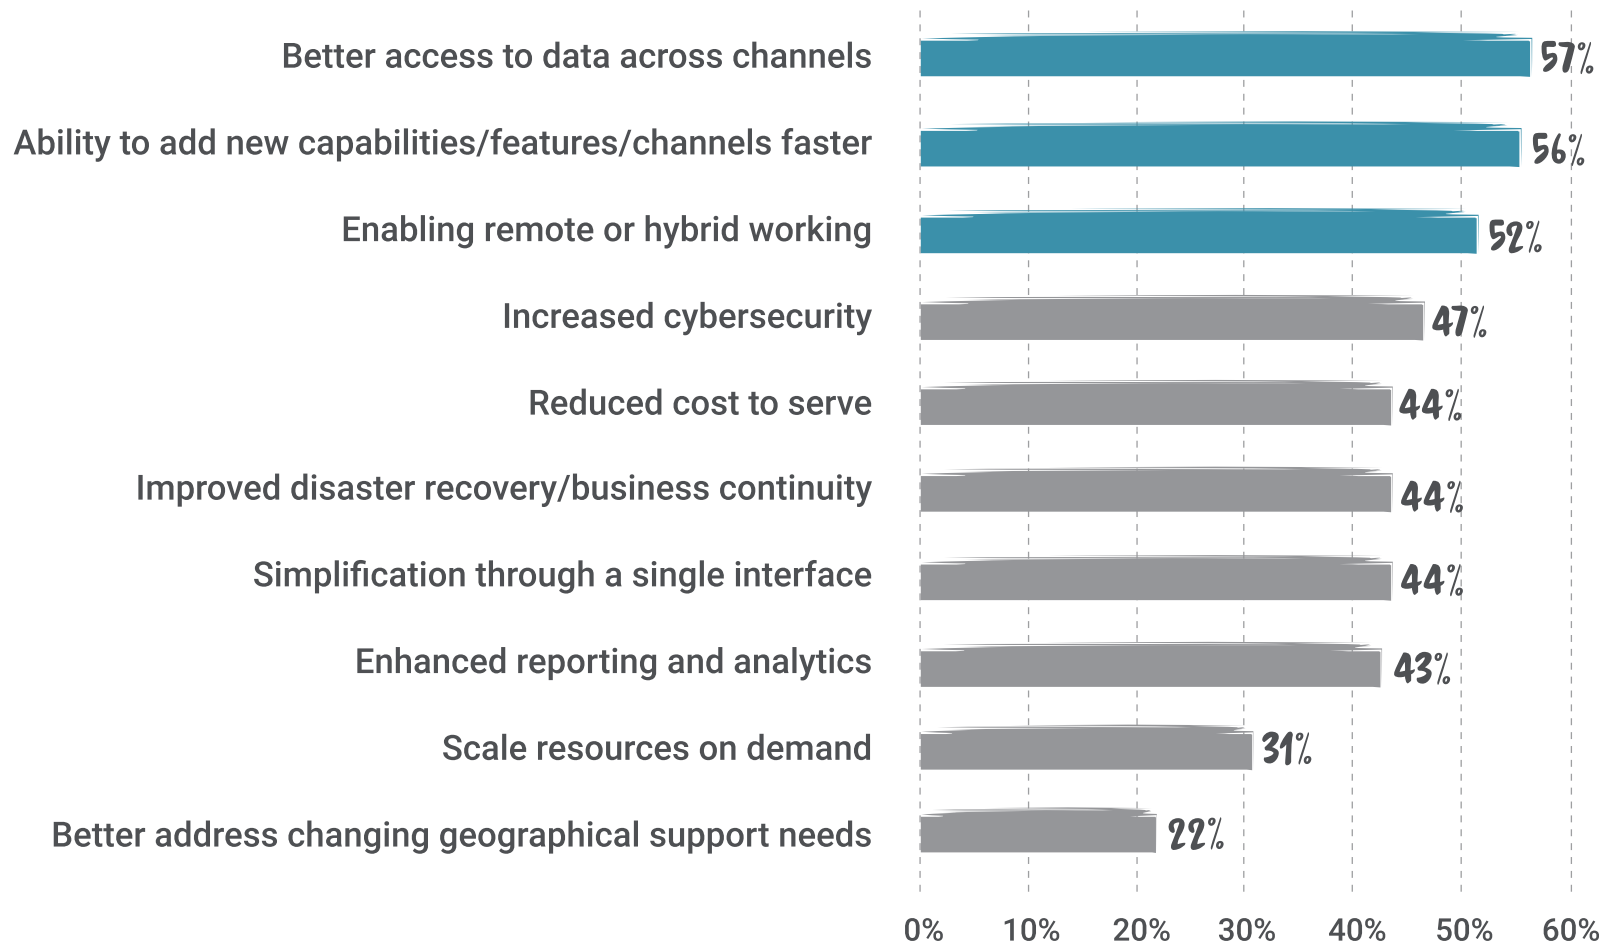 Better access to data across channels 57%
Ability to add new capabilities/features/channels faster 56%
Enabling remote or hybrid working 52%
Increased cybersecurity 47%
Reduced cost to serve 44%
Improved disaster recovery/business continuity 44%
Simplification through a single interface 44%
Enhanced reporting and analytics 43%
Scale resources on demand 31%
Better address changing geographical support needs 22%
0% 10% 20% 30% 40% 50% 60%